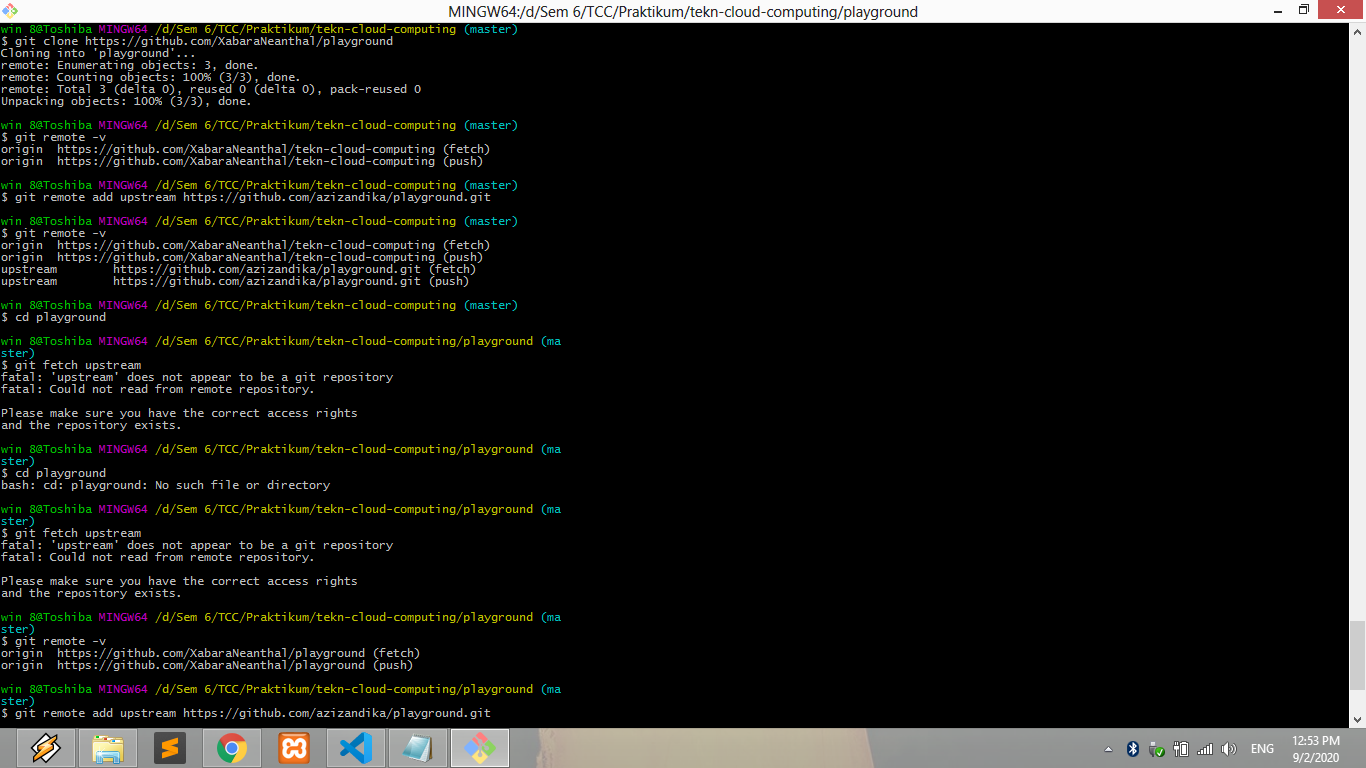 MINGW64:/d/Sem 6/TCC/Praktikum/tekn-cloud-computing/playground
win 8@Toshiba MINGW64 /d/Sem 6/TCC/Praktikum/tekn-cloud-computing (master)
$ git clone https://github.com/XabaraNeanthal/playground
Cloning into 'playground'...
remote: Enumerating objects: 3, done.
remote: Counting objects: 100% (3/3), done.
remote: Total 3 (delta 0), reused 0 (delta 0), pack-reused 0
Unpacking objects: 100% (3/3), done.
win 8@Toshiba MINGW64 /d/Sem 6/TCC/Praktikum/tekn-cloud-computing (master)
$ git remote -v
origin  https://github.com/XabaraNeanthal/tekn-cloud-computing (fetch)
origin  https://github.com/XabaraNeanthal/tekn-cloud-computing (push)
win 8@Toshiba MINGW64 /d/Sem 6/TCC/Praktikum/tekn-cloud-computing (master)
$ git remote add upstream https://github.com/azizandika/playground.git
win 8@Toshiba MINGW64 /d/Sem 6/TCC/Praktikum/tekn-cloud-computing (master)
$ git remote -v
origin  https://github.com/XabaraNeanthal/tekn-cloud-computing (fetch)
origin  https://github.com/XabaraNeanthal/tekn-cloud-computing (push)
upstream        https://github.com/azizandika/playground.git (fetch)
upstream        https://github.com/azizandika/playground.git (push)
win 8@Toshiba MINGW64 /d/Sem 6/TCC/Praktikum/tekn-cloud-computing (master)
$ cd playground
win 8@Toshiba MINGW64 /d/Sem 6/TCC/Praktikum/tekn-cloud-computing/playground (ma
ster)
$ git fetch upstream
fatal: 'upstream' does not appear to be a git repository
fatal: Could not read from remote repository.
Please make sure you have the correct access rights
and the repository exists.
win 8@Toshiba MINGW64 /d/Sem 6/TCC/Praktikum/tekn-cloud-computing/playground (ma
ster)
$ cd playground
bash: cd: playground: No such file or directory
win 8@Toshiba MINGW64 /d/Sem 6/TCC/Praktikum/tekn-cloud-computing/playground (ma
ster)
$ git fetch upstream
fatal: 'upstream' does not appear to be a git repository
fatal: Could not read from remote repository.
Please make sure you have the correct access rights
and the repository exists.
win 8@Toshiba MINGW64 /d/Sem 6/TCC/Praktikum/tekn-cloud-computing/playground (ma
ster)
$ git remote -v
origin  https://github.com/XabaraNeanthal/playground (fetch)
origin  https://github.com/XabaraNeanthal/playground (push)
win 8@Toshiba MINGW64 /d/Sem 6/TCC/Praktikum/tekn-cloud-computing/playground (ma
ster)
$ git remote add upstream https://github.com/azizandika/playground.git
ENG
12:53 PM
9/2/2020